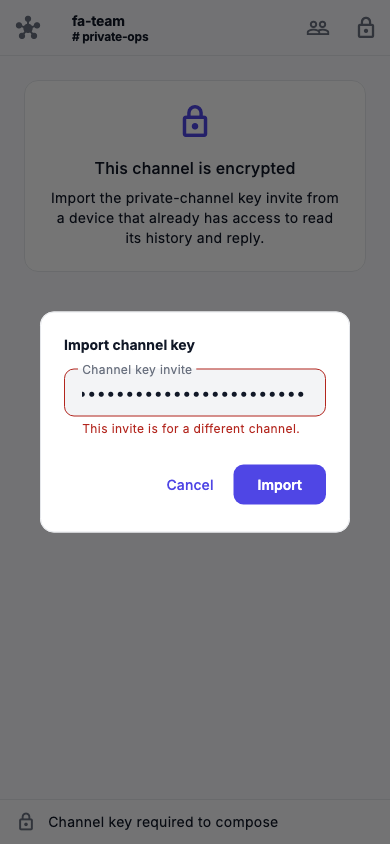 fa-team
# private-ops
This channel is encrypted
Import the private-channel key invite from
a device that already has access to read
its history and reply.
Import channel key
Channel key invite
••••••••••••••••••••••••
This invite is for a different channel.
Cancel
Import
Channel key required to compose